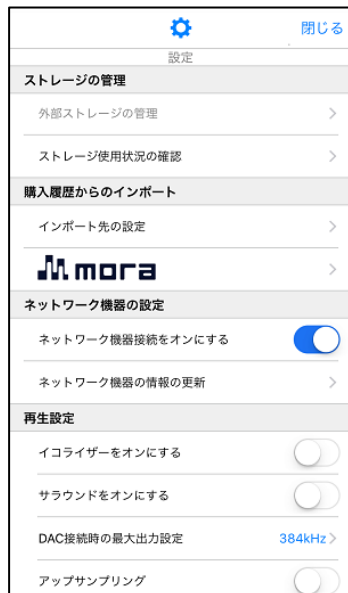 閉じる
設定
ストレージの管理
外部ストレージの管理
ストレージ使用状況の確認
購入履歴からのインポート
インポート先の設定
mora
ネットワーク機器の設定
ネットワーク機器接続をオンにする
ネットワーク機器の情報の更新
再生設定
イコライザーをオンにする
サラウンドをオンにする
DAC接続時の最大出力設定 384kHz
アップサンプリング